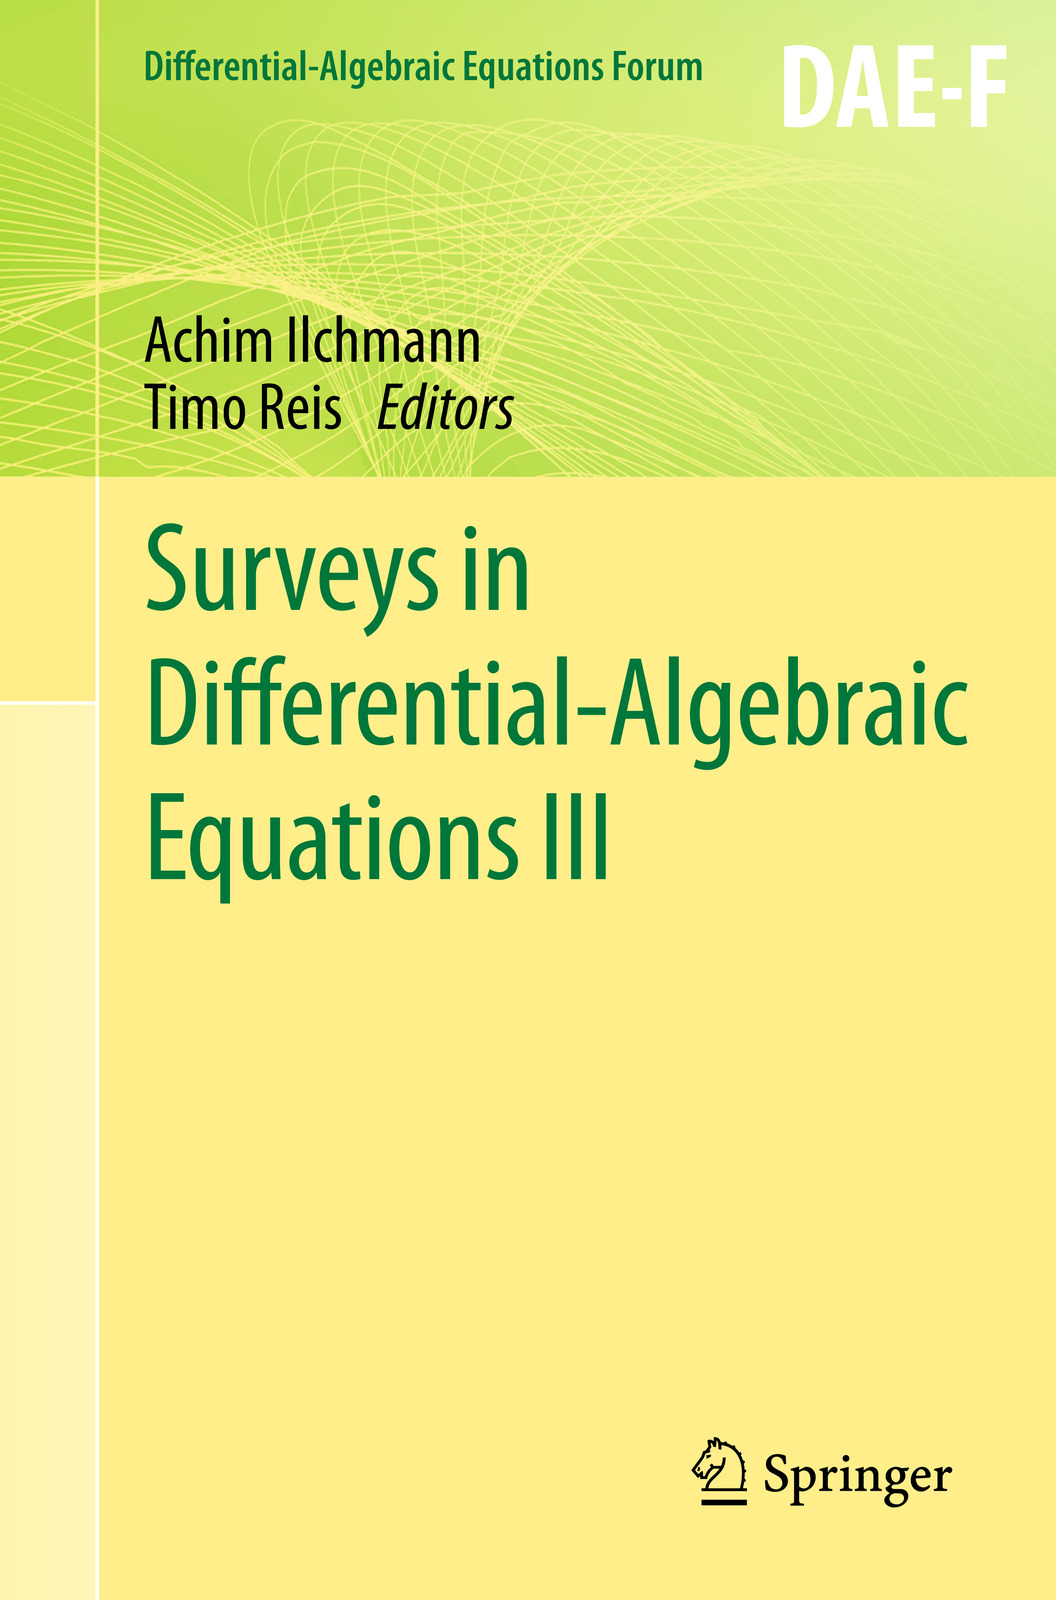 Differential-Algebraic Equations Forum
DAE-F
Achim Ilchmann
Timo Reis Editors
Surveys in
Differential-Algebraic
Equations III
Springer